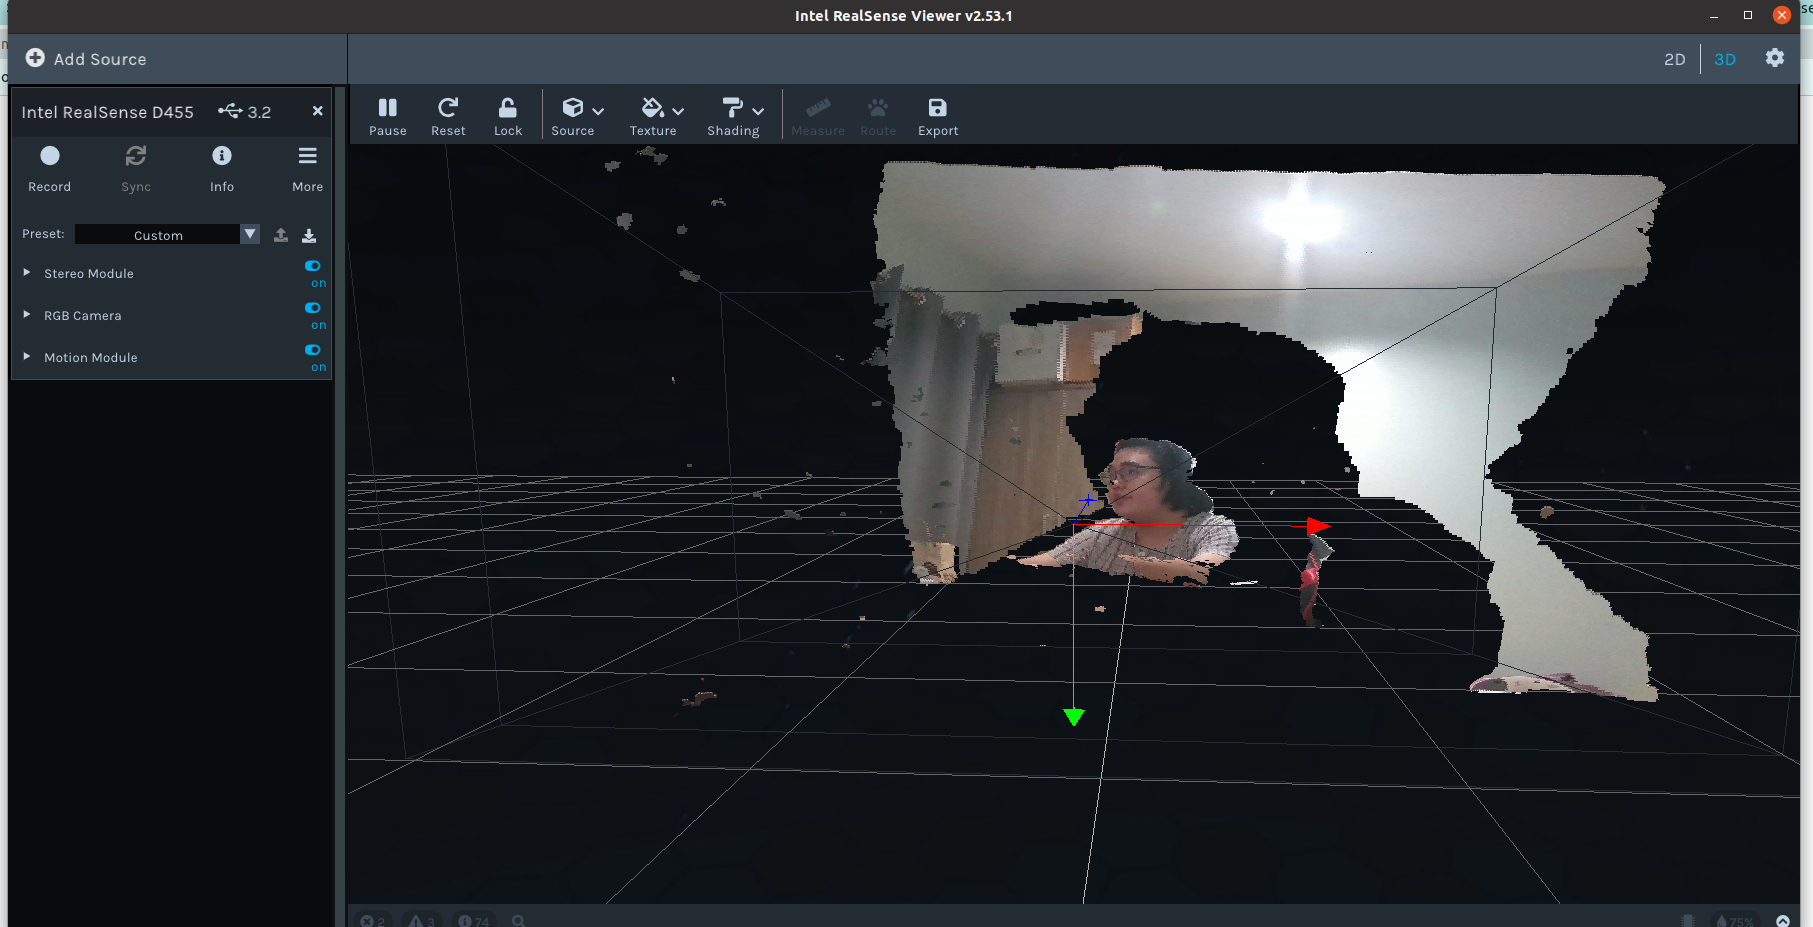 Intel RealSense Viewer v2.53.1
Add Source
2D
3D
Intel RealSense D455 3.2
Pause
Reset
Lock
Source
Texture
Shading
Measure
Route
Export
Record
Sync
Info
More
Preset:
Custom
Stereo Module
on
RGB Camera
on
Motion Module
on
2
3
74
75%